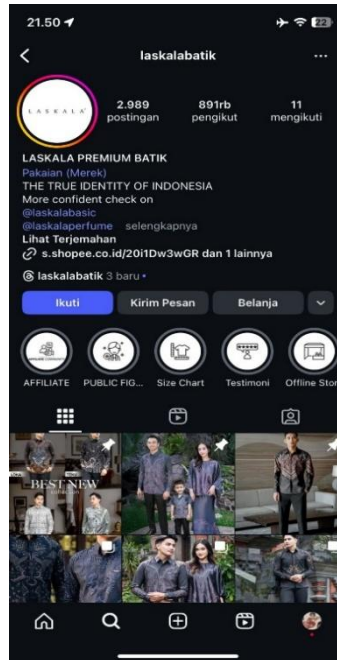 21.50
22
laskalabatik
LASKALA
2.989
891rb
11
postingan
pengikut
mengikuti
LASKALA PREMIUM BATIK
Pakaian (Merek)
THE TRUE IDENTITY OF INDONESIA
More confident check on
@laskalabasic
@laskalaperfume selengkapnya
Lihat Terjemahan
s.shopee.co.id/20i1Dw3wGR dan 1 lainnya
laskalabatik 3 baru
Ikuti
Kirim Pesan
Belanja
AFFILIATE
PUBLIC FIG...
Size Chart
Testimoni
Offline Stor
BEST NEW